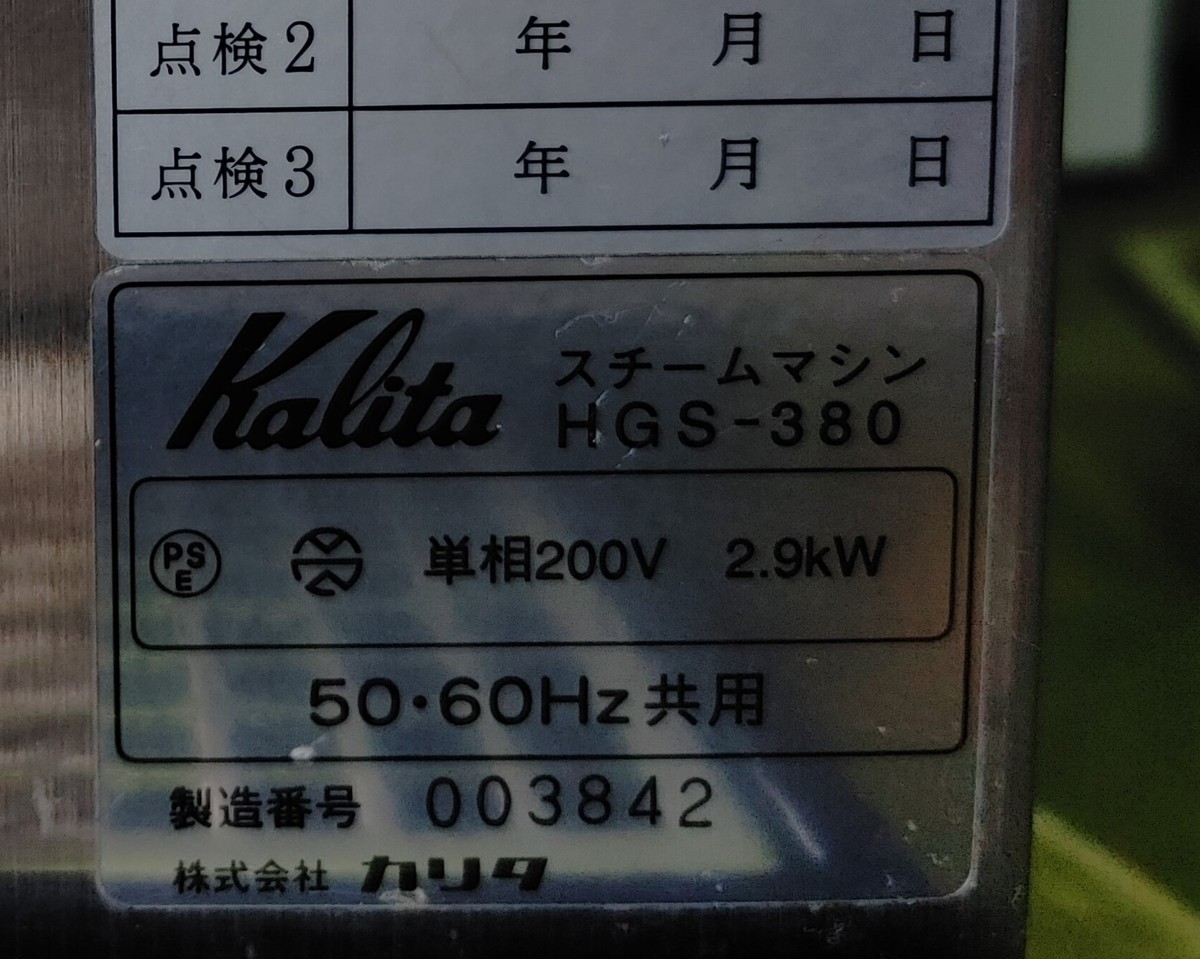 点検2 年 月 日
点検3 年 月 日
Kalita スチームマシン
HGS-380
PSE 単相200V 2.9kW
50・60Hz共用
製造番号 003842
株式会社 カリタ